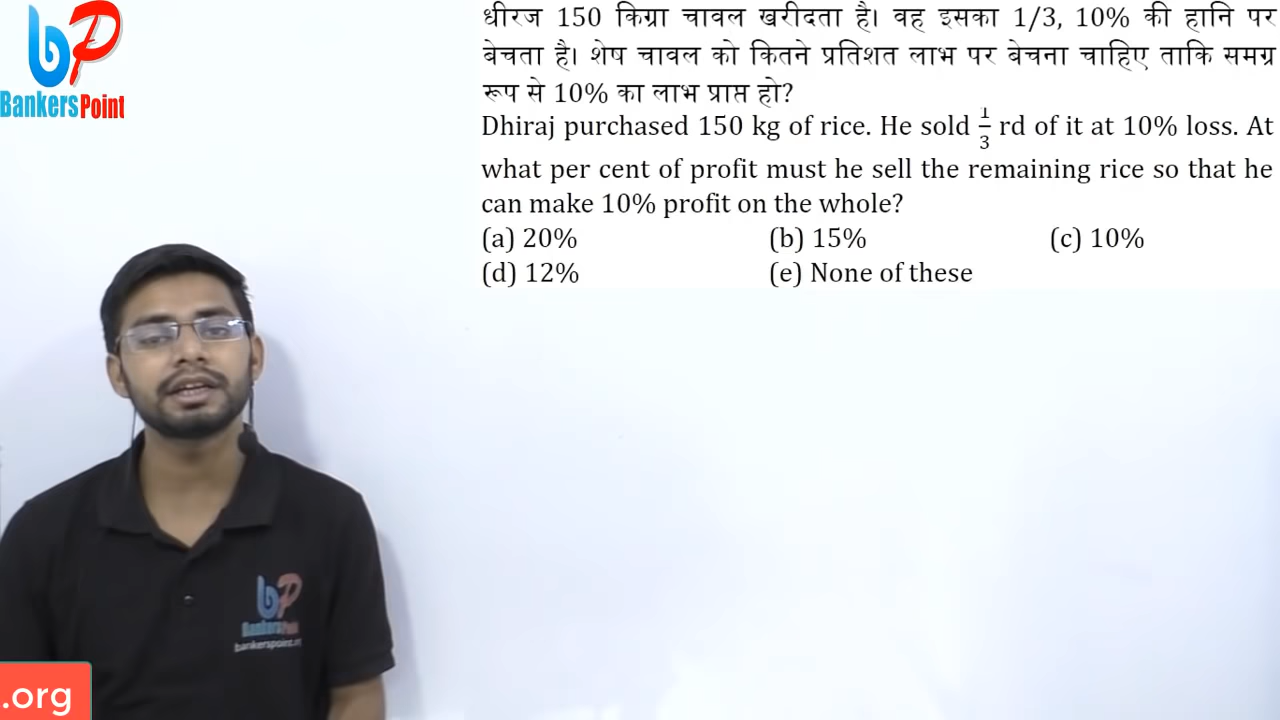 bp
BankersPoint
धीरज 150 किग्रा चावल खरीदता है। वह इसका 1/3, 10% की हानि पर
बेचता है। शेष चावल को कितने प्रतिशत लाभ पर बेचना चाहिए ताकि समग्र
रूप से 10% का लाभ प्राप्त हो?
Dhiraj purchased 150 kg of rice. He sold 1/3 rd of it at 10% loss. At
what per cent of profit must he sell the remaining rice so that he
can make 10% profit on the whole?
(a) 20% (b) 15% (c) 10%
(d) 12% (e) None of these
bp
BankersPoint
.org